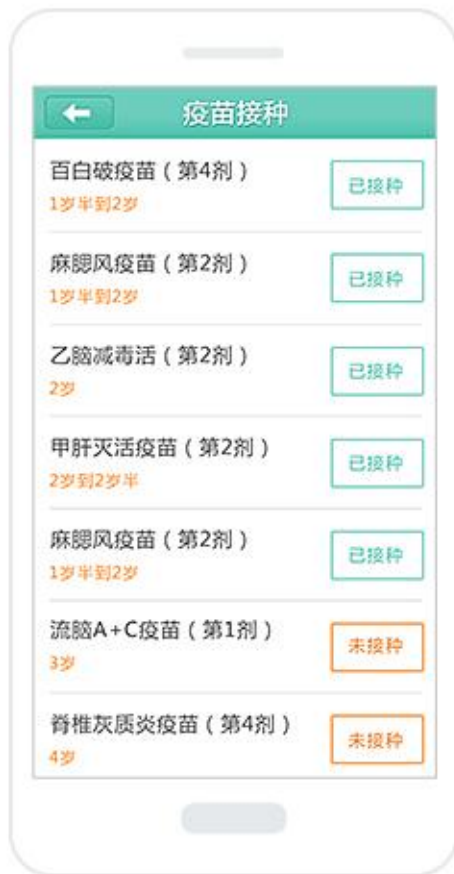 疫苗接种
百白破疫苗（第4剂）
已接种
1岁半到2岁
麻腮风疫苗（第2剂）
已接种
1岁半到2岁
乙脑减毒活（第2剂）
已接种
2岁
甲肝灭活疫苗（第2剂）
已接种
2岁到2岁半
麻腮风疫苗（第2剂）
已接种
1岁半到2岁
流脑A+C疫苗（第1剂）
未接种
3岁
脊椎灰质炎疫苗（第4剂）
未接种
4岁